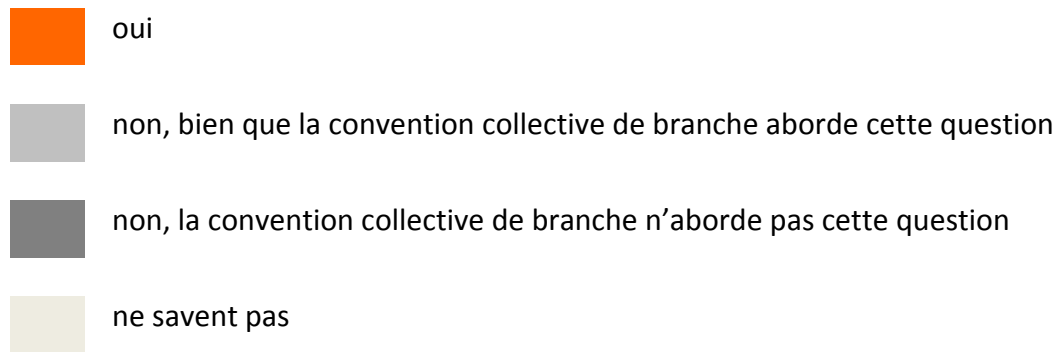 oui
non, bien que la convention collective de branche aborde cette question
non, la convention collective de branche n’aborde pas cette question
ne savent pas